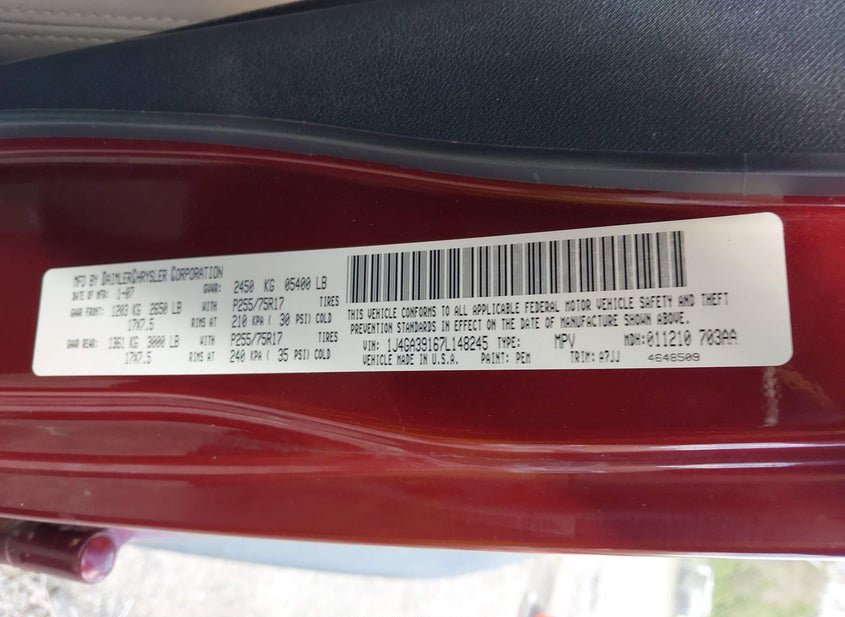 MFD BY DAIMLERCHRYSLER CORPORATION
DATE OF MFR: 1-07 GVWR: 2450 KG 05400 LB
GAWR FRONT: 1203 KG 2650 LB WITH P255/75R17 TIRES
17X7.5 RIMS AT 210 KPA ( 30 PSI) COLD
GAWR REAR: 1361 KG 3000 LB WITH P255/75R17 TIRES
17X7.5 RIMS AT 240 KPA ( 35 PSI) COLD
THIS VEHICLE CONFORMS TO ALL APPLICABLE FEDERAL MOTOR VEHICLE SAFETY AND THEFT
PREVENTION STANDARDS IN EFFECT ON THE DATE OF MANUFACTURE SHOWN ABOVE.
VIN: 1J4GA39167L148245 TYPE: MPV MDH: 011210 703AA
VEHICLE MADE IN U.S.A. PAINT: PEM TRIM: A7JJ 4648509